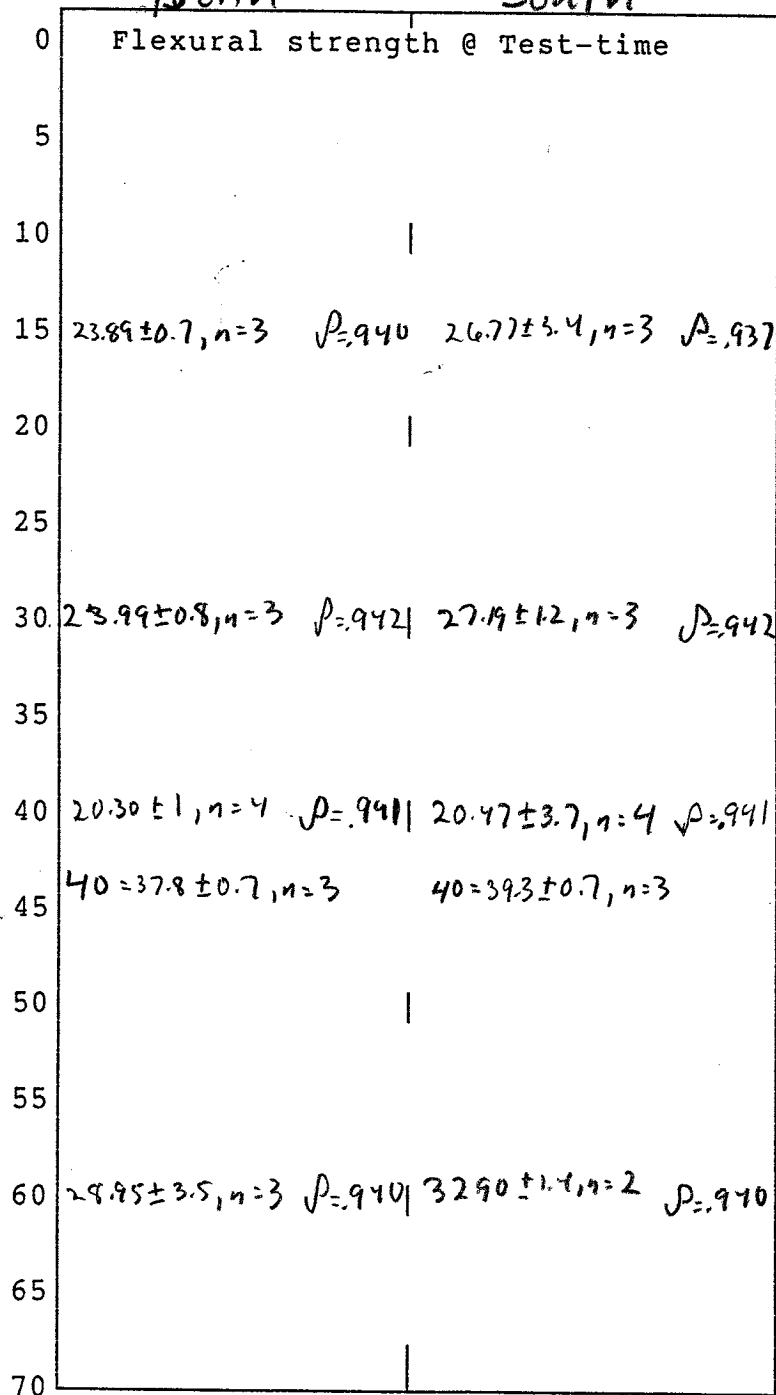 South
0 Flexural strength @ Test-time
5
10
15 23.89±0.7, n=3 ρ=.940 26.77±3.4, n=3 ρ=.937
20
25
30 23.99±0.8, n=3 ρ=.942 27.19±1.2, n=3 ρ=.942
35
40 20.30±1, n=4 ρ=.941 20.47±3.7, n=4 ρ=.941
40=37.8±0.7, n=3 40=39.3±0.7, n=3
45
50
55
60 28.95±3.5, n=3 ρ=.940 3290±1.4, n=2 ρ=.940
65
70